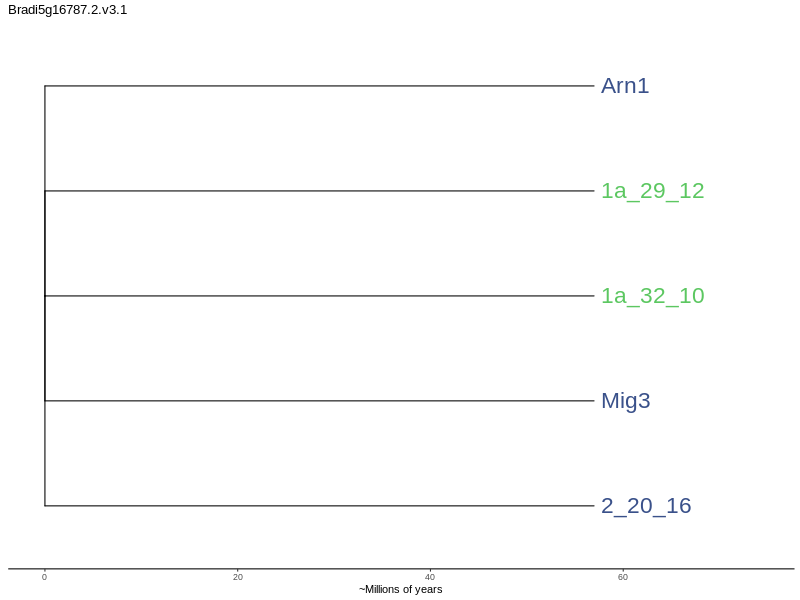 Bradi5g16787.2.v3.1
Arn1
1a_29_12
1a_32_10
Mig3
2_20_16
0 20 40 60
~Millions of years